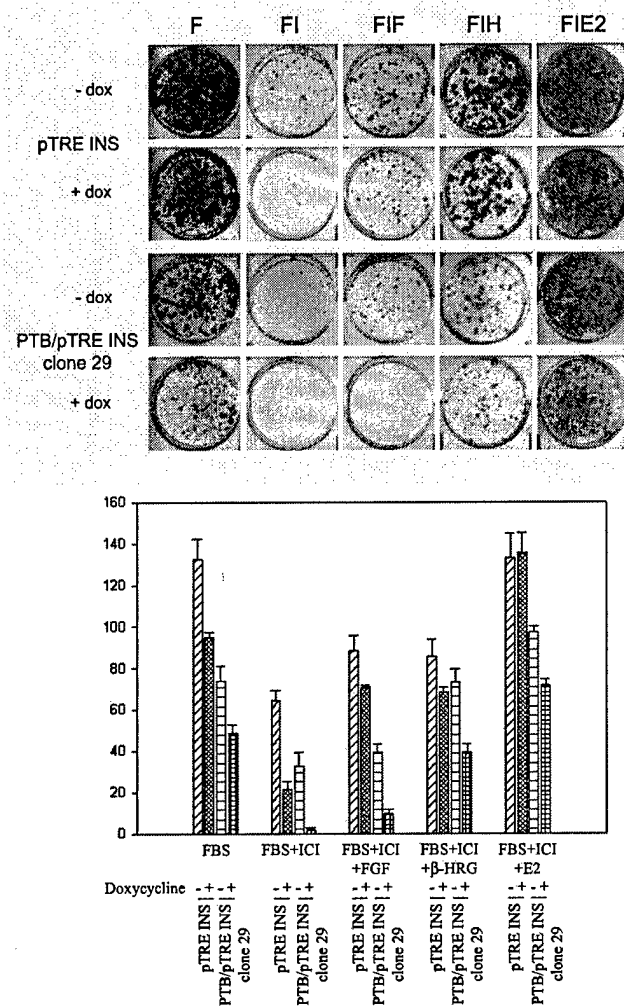 F FI FIF FIH FIE2
- dox
pTRE INS
+ dox
- dox
PTB/pTRE INS
clone 29
+ dox
160
140
120
100
80
60
40
20
0
FBS FBS+ICI FBS+ICI FBS+ICI FBS+ICI
+FGF +β-HRG +E2
Doxycycline - + - + - + - + - + - + - + - + - + - +
pTRE INS
PTB/pTRE INS
clone 29
pTRE INS
PTB/pTRE INS
clone 29
pTRE INS
PTB/pTRE INS
clone 29
pTRE INS
PTB/pTRE INS
clone 29
pTRE INS
PTB/pTRE INS
clone 29